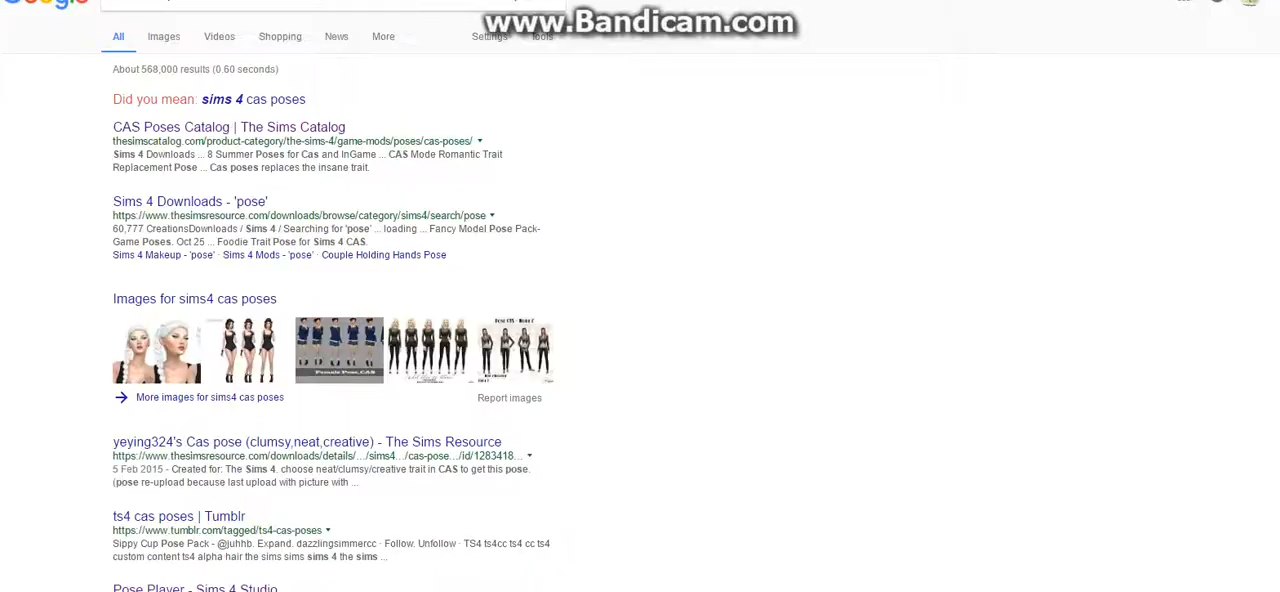 www.Bandicam.com
All Images Videos Shopping News More Settings Tools
About 568,000 results (0.60 seconds)
Did you mean: sims 4 cas poses
CAS Poses Catalog | The Sims Catalog
thesimscatalog.com/product-category/the-sims-4/game-mods/poses/cas-poses/
Sims 4 Downloads ... 8 Summer Poses for Cas and InGame ... CAS Mode Romantic Trait
Replacement Pose ... Cas poses replaces the insane trait.
Sims 4 Downloads - 'pose'
https://www.thesimsresource.com/downloads/browse/category/sims4/search/pose
60,777 CreationsDownloads / Sims 4 / Searching for 'pose' ... loading ... Fancy Model Pose Pack-
Game Poses. Oct 25 ... Foodie Trait Pose for Sims 4 CAS.
Sims 4 Makeup - 'pose' · Sims 4 Mods - 'pose' · Couple Holding Hands Pose
Images for sims4 cas poses
Female Pose,CAS
More images for sims4 cas poses Report images
yeying324's Cas pose (clumsy,neat,creative) - The Sims Resource
https://www.thesimsresource.com/downloads/details/.../sims4.../cas-pose.../id/1283418...
5 Feb 2015 - Created for: The Sims 4. choose neat/clumsy/creative trait in CAS to get this pose.
(pose re-upload because last upload with picture with ...
ts4 cas poses | Tumblr
https://www.tumblr.com/tagged/ts4-cas-poses
Sippy Cup Pose Pack - @juhhb. Expand. dazzlingsimmercc · Follow. Unfollow · TS4 ts4cc ts4 cc ts4
custom content ts4 alpha hair the sims sims sims 4 the sims ...
Pose Player - Sims 4 Studio